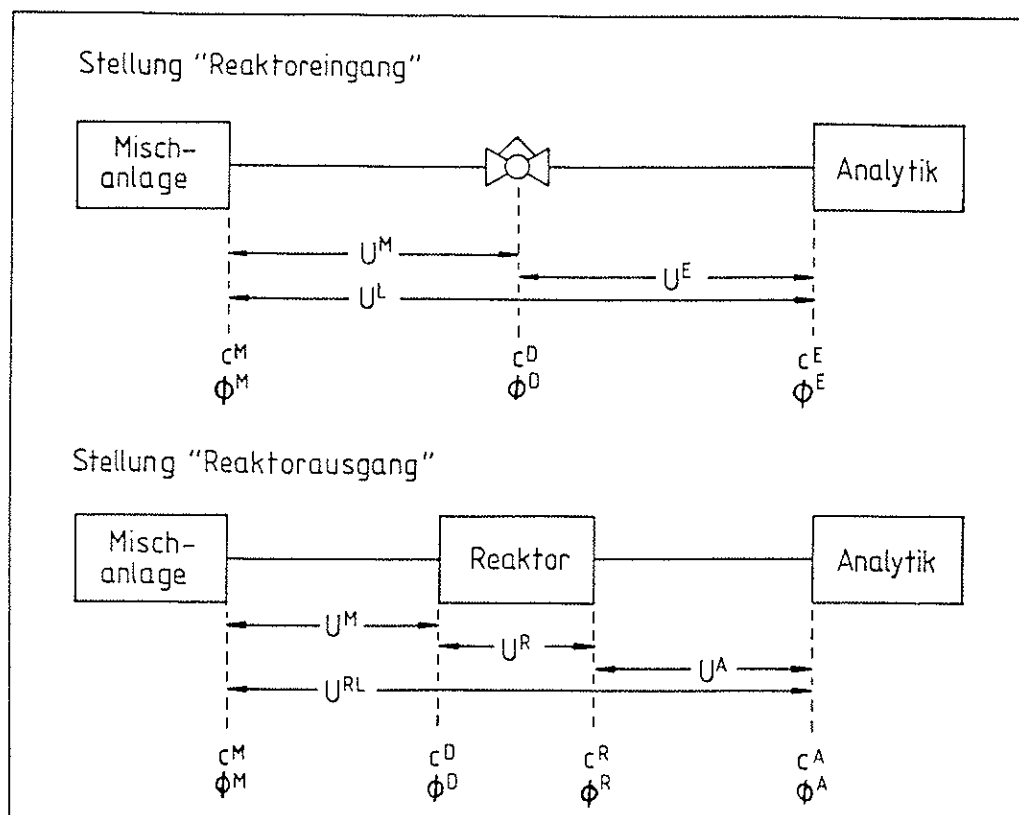 Stellung "Reaktoreingang"
Misch-
anlage
Analytik
U^M
U^E
U^L
c^M
c^D
c^E
Φ^M
Φ^D
Φ^E
Stellung "Reaktorausgang"
Misch-
anlage
Reaktor
Analytik
U^M
U^R
U^A
U^RL
c^M
c^D
c^R
c^A
Φ^M
Φ^D
Φ^R
Φ^A